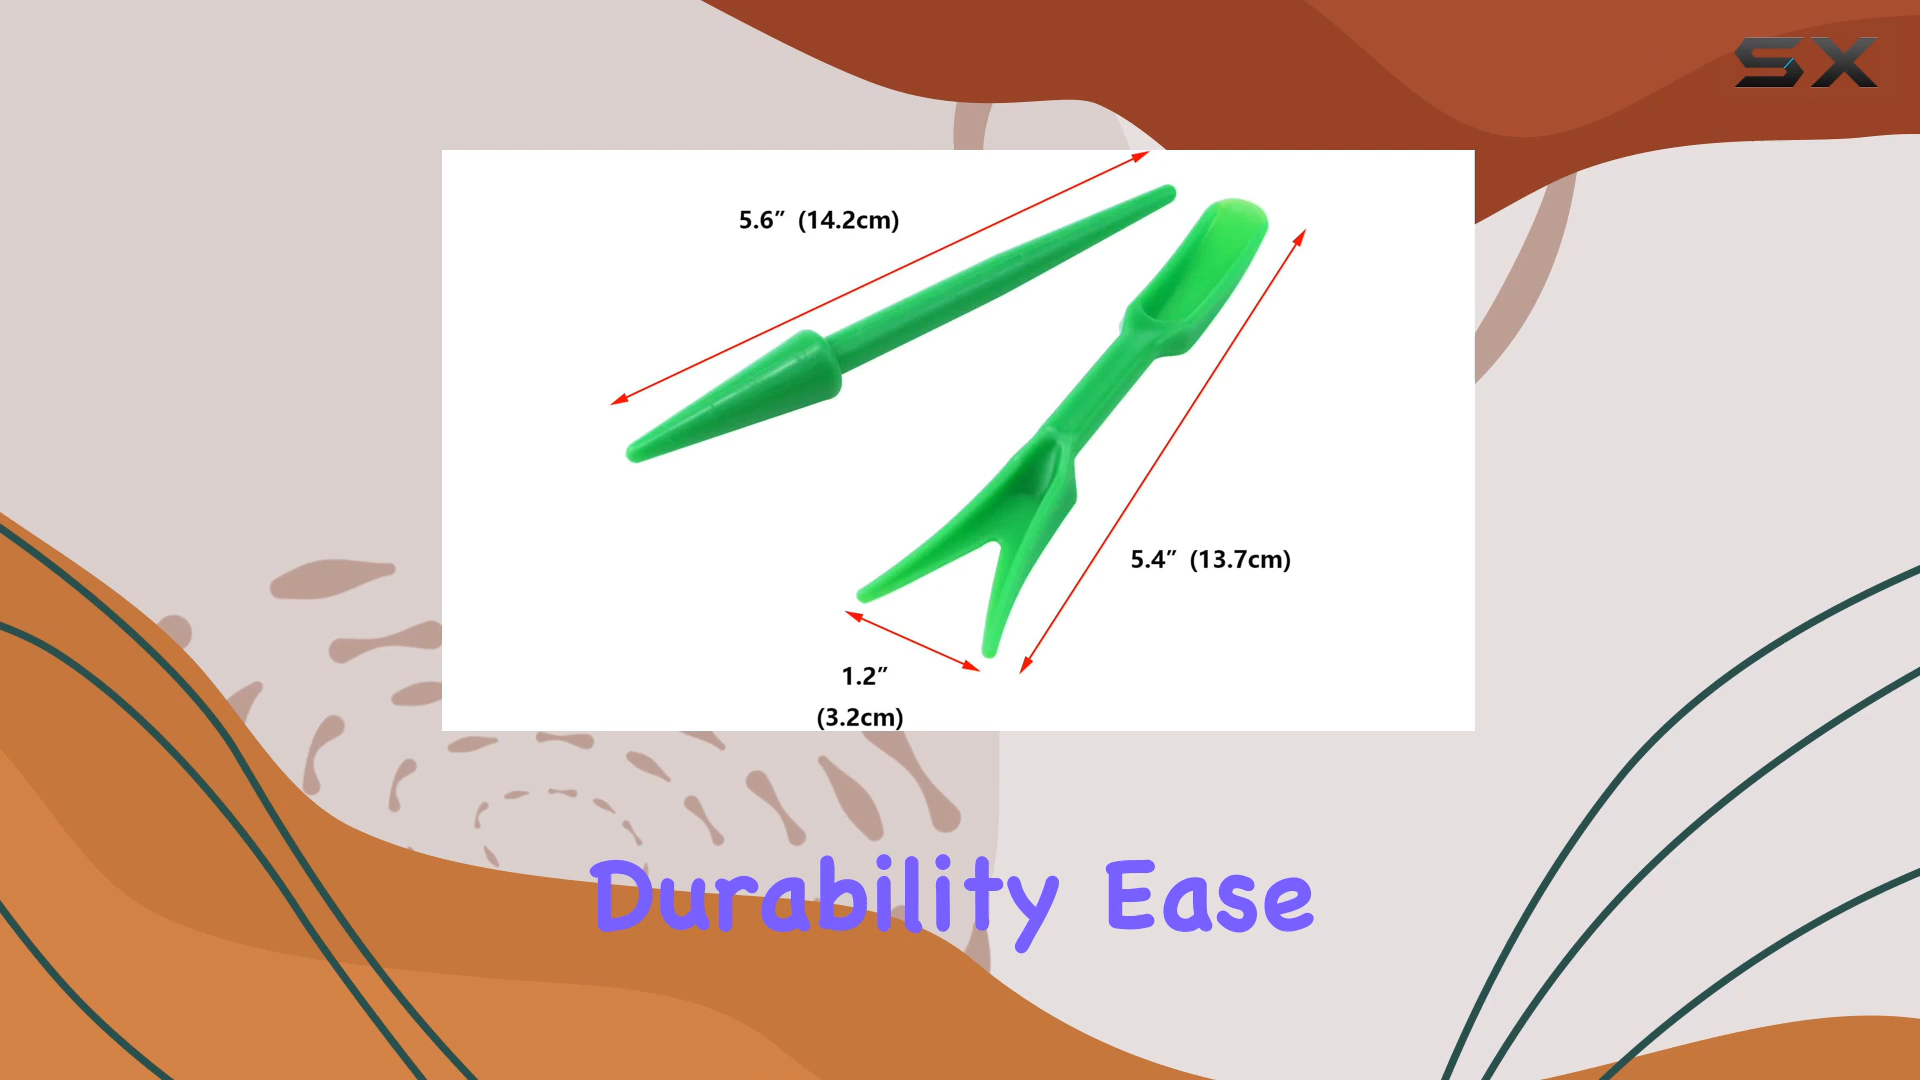 SX
5.6” (14.2cm)
5.4” (13.7cm)
1.2”
(3.2cm)
Durability Ease